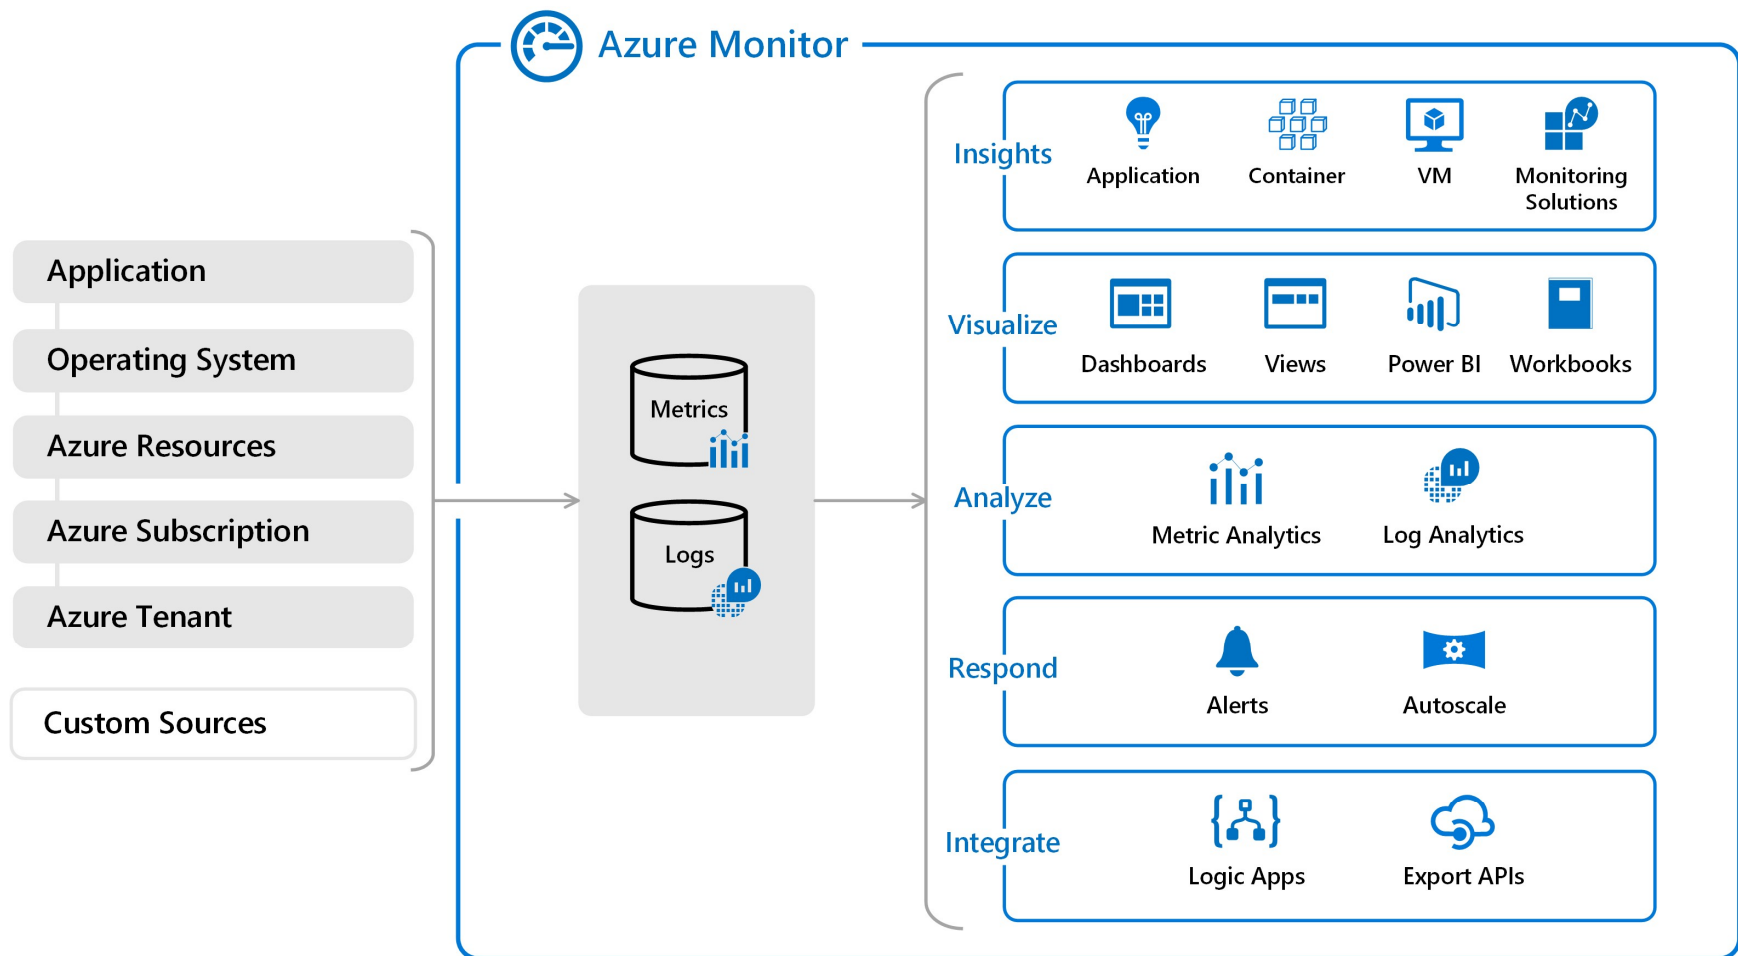 Azure Monitor
Application
Operating System
Azure Resources
Azure Subscription
Azure Tenant
Custom Sources
Metrics
Logs
Insights
Application
Container
VM
Monitoring
Solutions
Visualize
Dashboards
Views
Power BI
Workbooks
Analyze
Metric Analytics
Log Analytics
Respond
Alerts
Autoscale
Integrate
Logic Apps
Export APIs